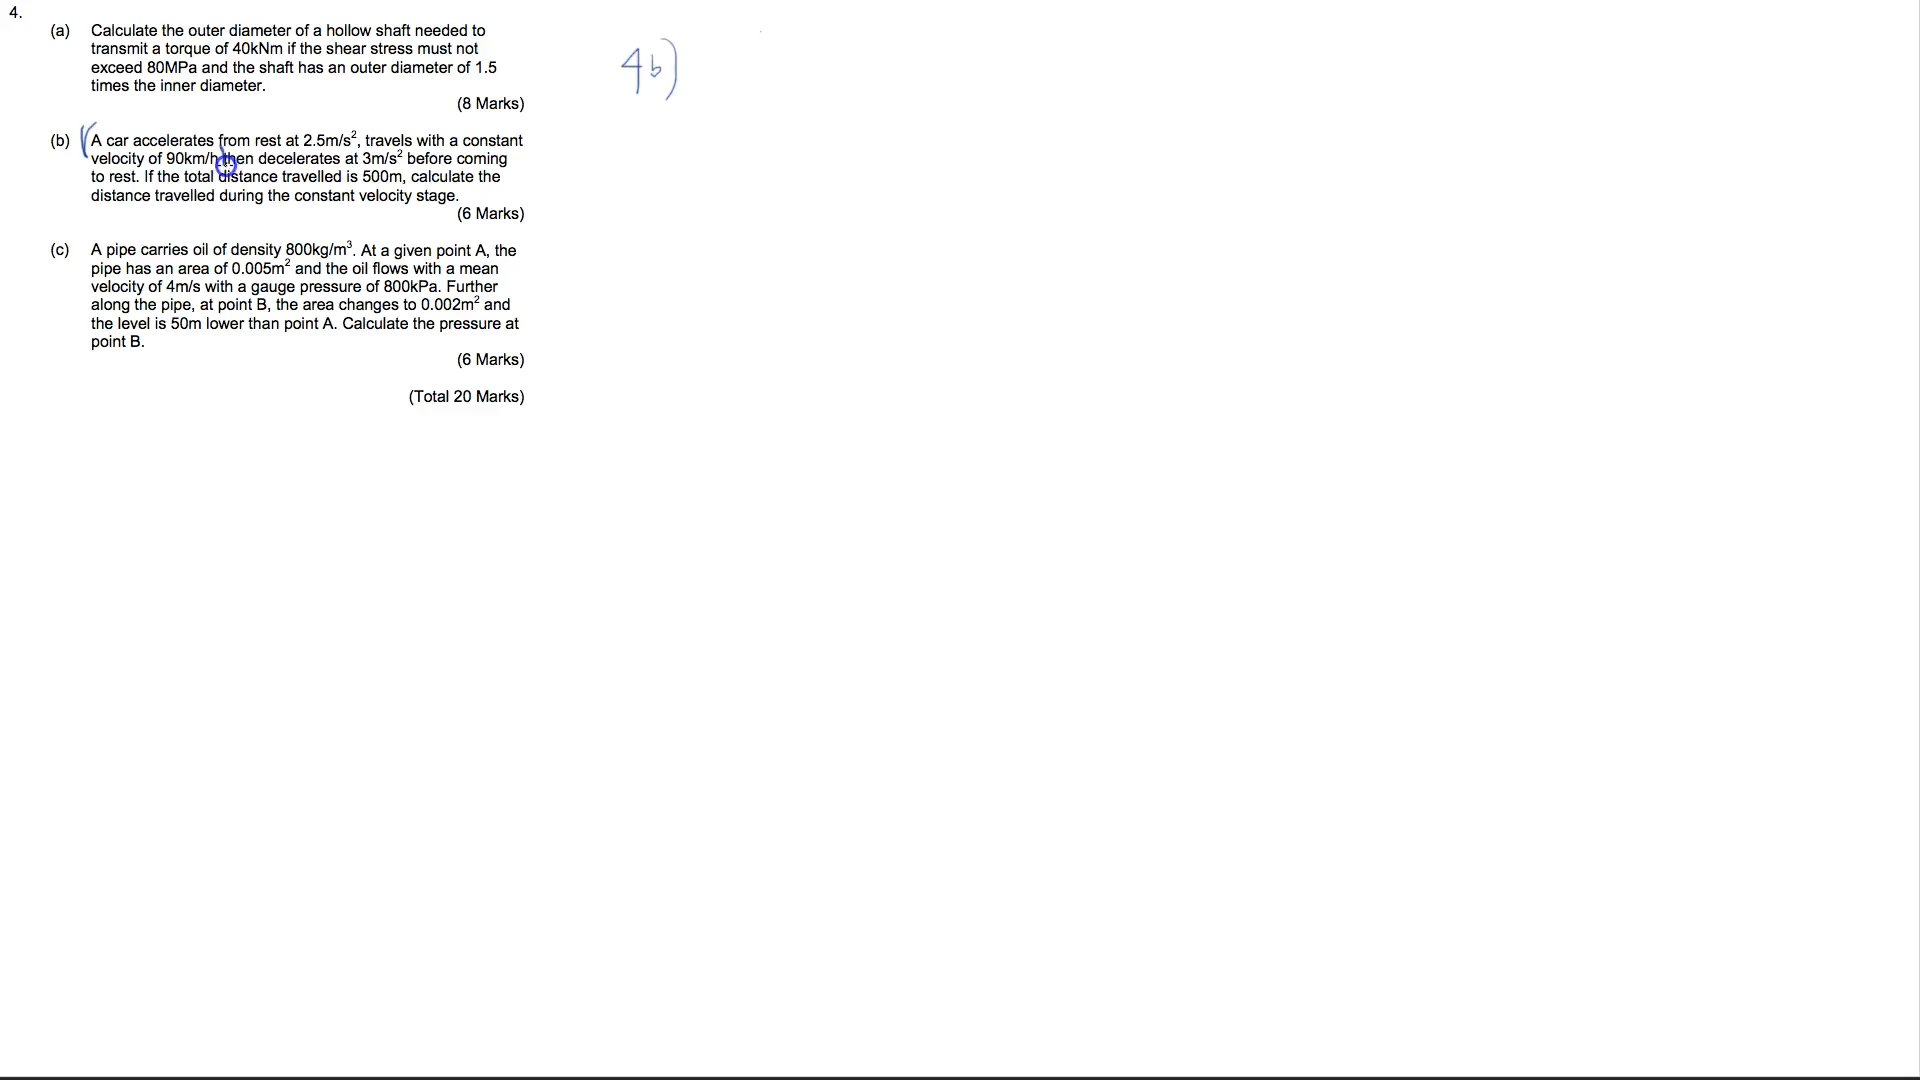 4.
(a) Calculate the outer diameter of a hollow shaft needed to
transmit a torque of 40kNm if the shear stress must not
exceed 80MPa and the shaft has an outer diameter of 1.5
times the inner diameter.
(8 Marks)
(b) A car accelerates from rest at 2.5m/s², travels with a constant
velocity of 90km/h then decelerates at 3m/s² before coming
to rest. If the total distance travelled is 500m, calculate the
distance travelled during the constant velocity stage.
(6 Marks)
(c) A pipe carries oil of density 800kg/m³. At a given point A, the
pipe has an area of 0.005m² and the oil flows with a mean
velocity of 4m/s with a gauge pressure of 800kPa. Further
along the pipe, at point B, the area changes to 0.002m² and
the level is 50m lower than point A. Calculate the pressure at
point B.
(6 Marks)
(Total 20 Marks)
4b)